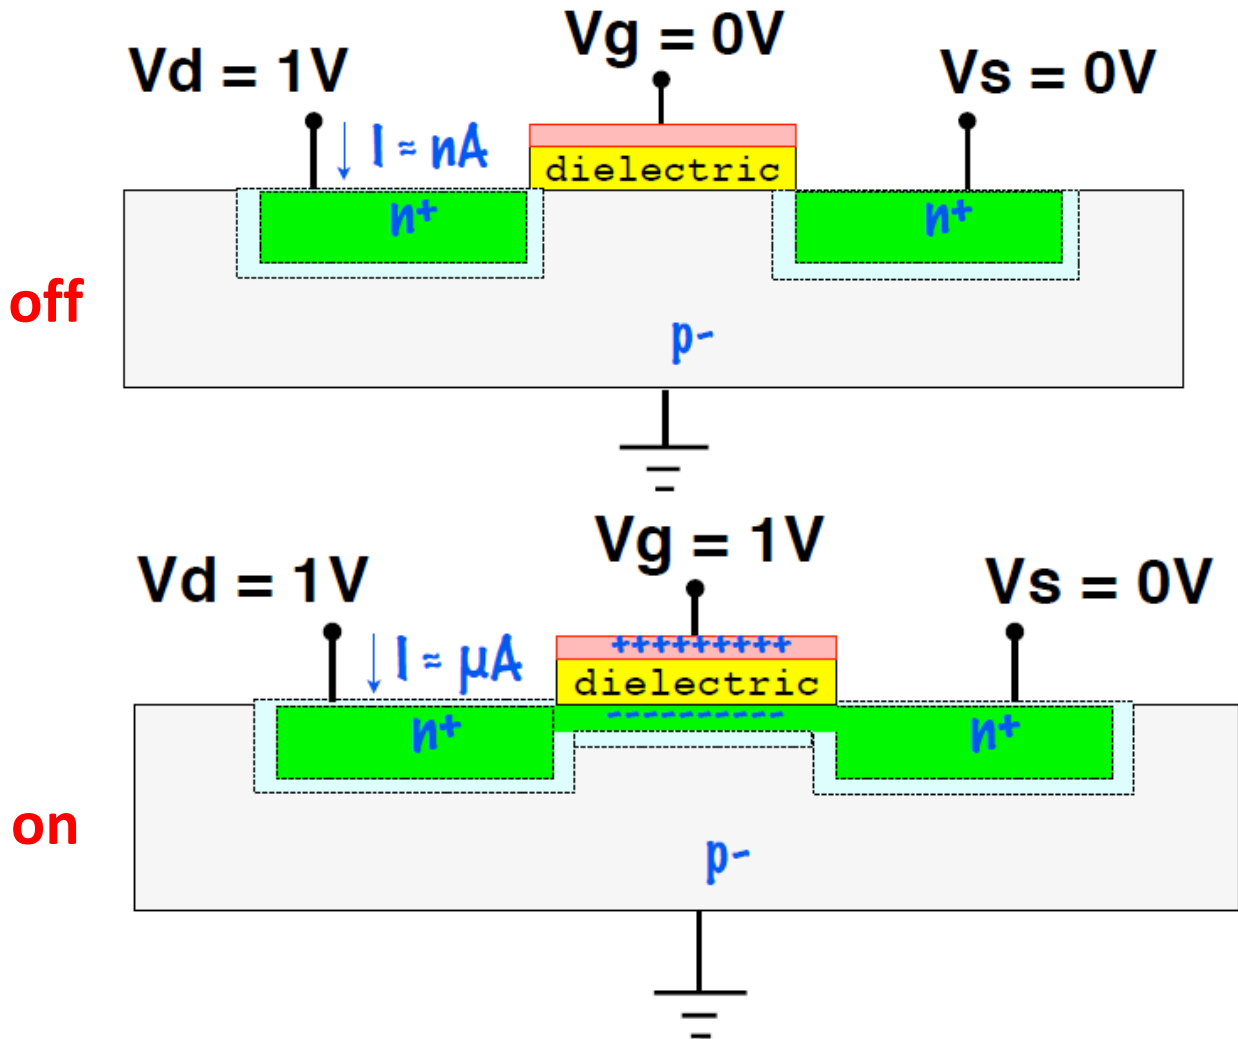 Vg = 0V
Vd = 1V
Vs = 0V
I ≈ nA
dielectric
n+
n+
off
p-
Vg = 1V
Vd = 1V
Vs = 0V
+++++++++
I ≈ μA
dielectric
----------
n+
n+
on
p-